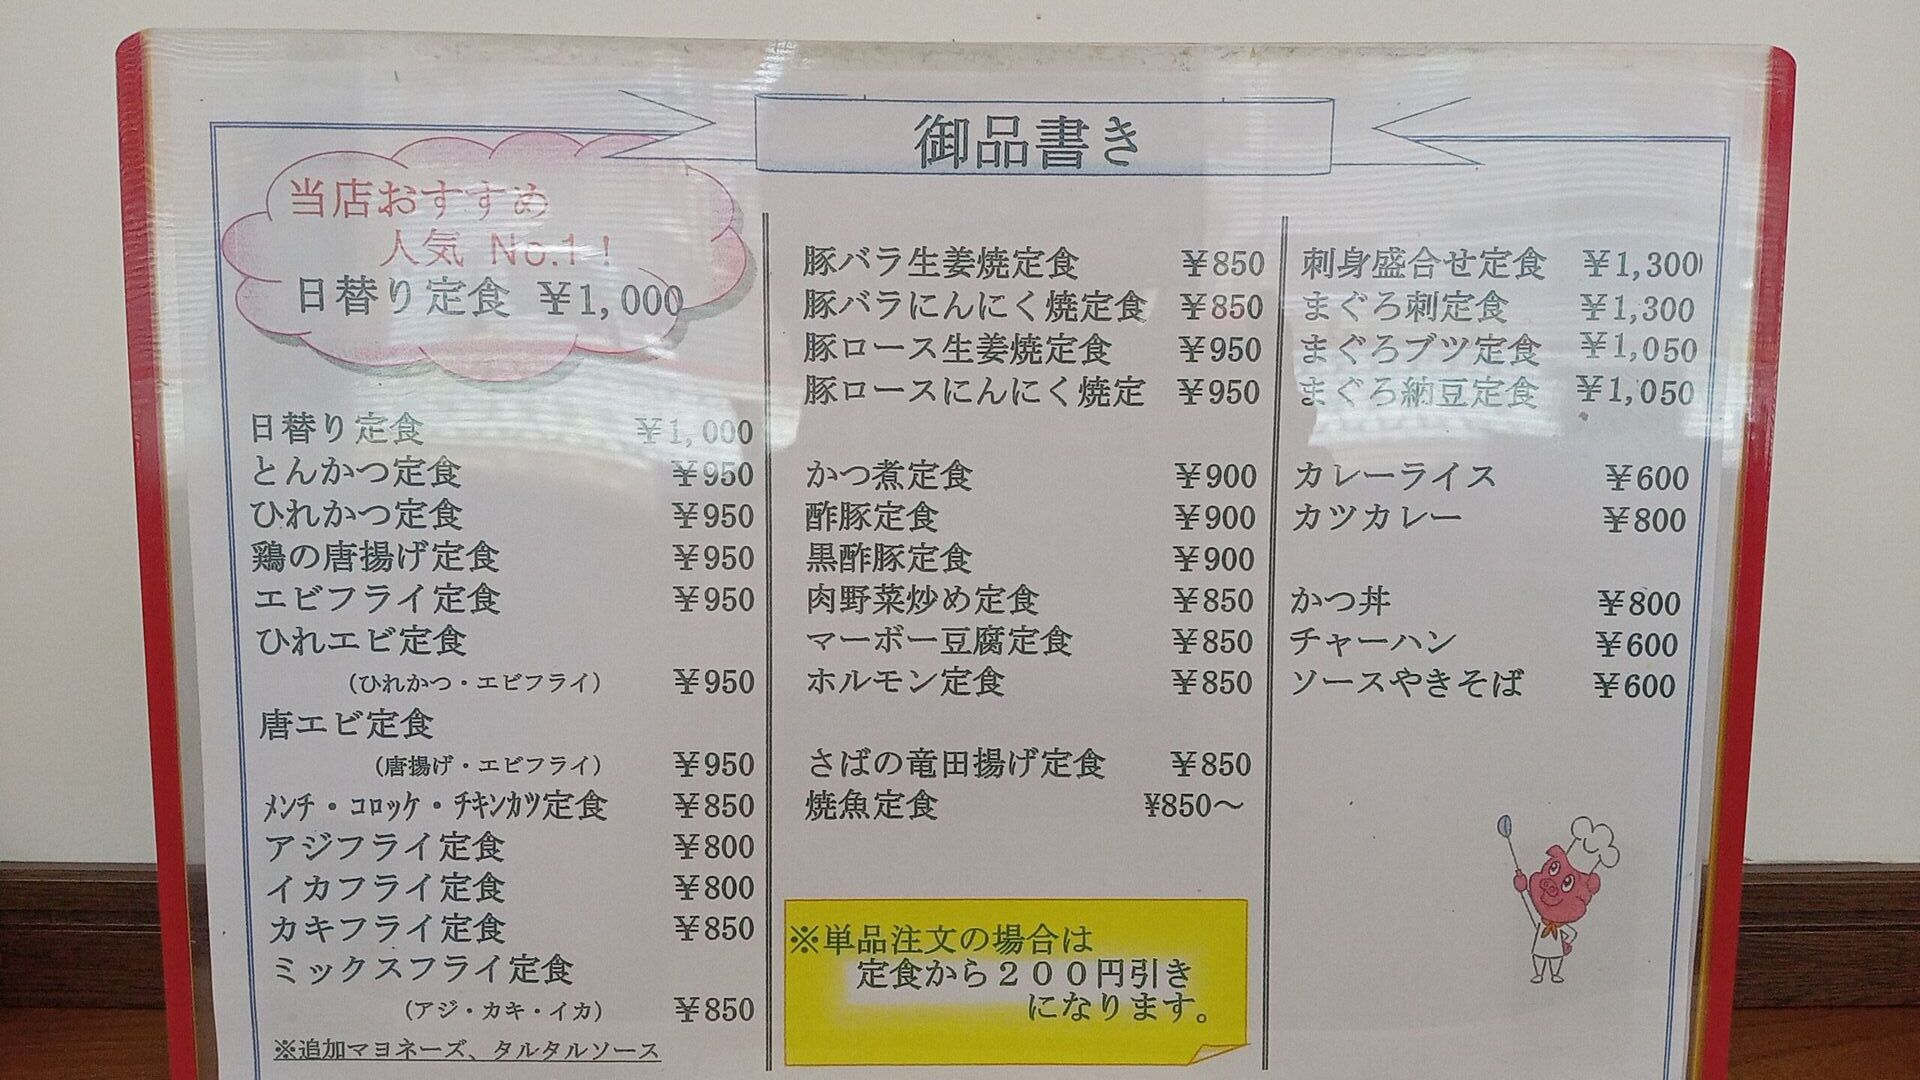 御品書き
当店おすすめ
人気 No.1！
日替り定食 ￥1,000
日替り定食 ￥1,000
とんかつ定食 ￥950
ひれかつ定食 ￥950
鶏の唐揚げ定食 ￥950
エビフライ定食 ￥950
ひれエビ定食
（ひれかつ・エビフライ） ￥950
唐エビ定食
（唐揚げ・エビフライ） ￥950
ﾒﾝﾁ・ｺﾛｯｹ・ﾁｷﾝｶﾂ定食 ￥850
アジフライ定食 ￥800
イカフライ定食 ￥800
カキフライ定食 ￥850
ミックスフライ定食
（アジ・カキ・イカ） ￥850
※追加マヨネーズ、タルタルソース
豚バラ生姜焼定食 ￥850
豚バラにんにく焼定食 ￥850
豚ロース生姜焼定食 ￥950
豚ロースにんにく焼定 ￥950
かつ煮定食 ￥900
酢豚定食 ￥900
黒酢豚定食 ￥900
肉野菜炒め定食 ￥850
マーボー豆腐定食 ￥850
ホルモン定食 ￥850
さばの竜田揚げ定食 ￥850
焼魚定食 ¥850～
※単品注文の場合は
定食から２００円引き
になります。
刺身盛合せ定食 ￥1,300
まぐろ刺定食 ￥1,300
まぐろブツ定食 ￥1,050
まぐろ納豆定食 ￥1,050
カレーライス ￥600
カツカレー ￥800
かつ丼 ￥800
チャーハン ￥600
ソースやきそば ￥600